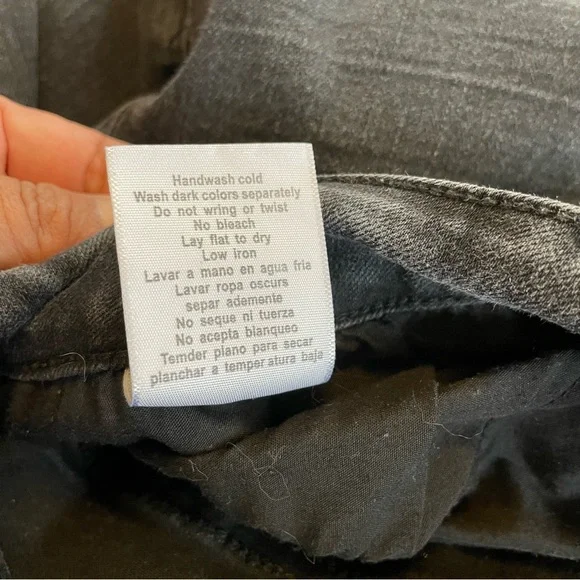 Handwash cold
Wash dark colors separately
Do not wring or twist
No bleach
Lay flat to dry
Low iron
Lavar a mano en agua fria
Lavar ropa oscurs
separ ademente
No seque ni tuerza
No acepta blanqueo
Temder plano para secar
planchar a temper atura baja